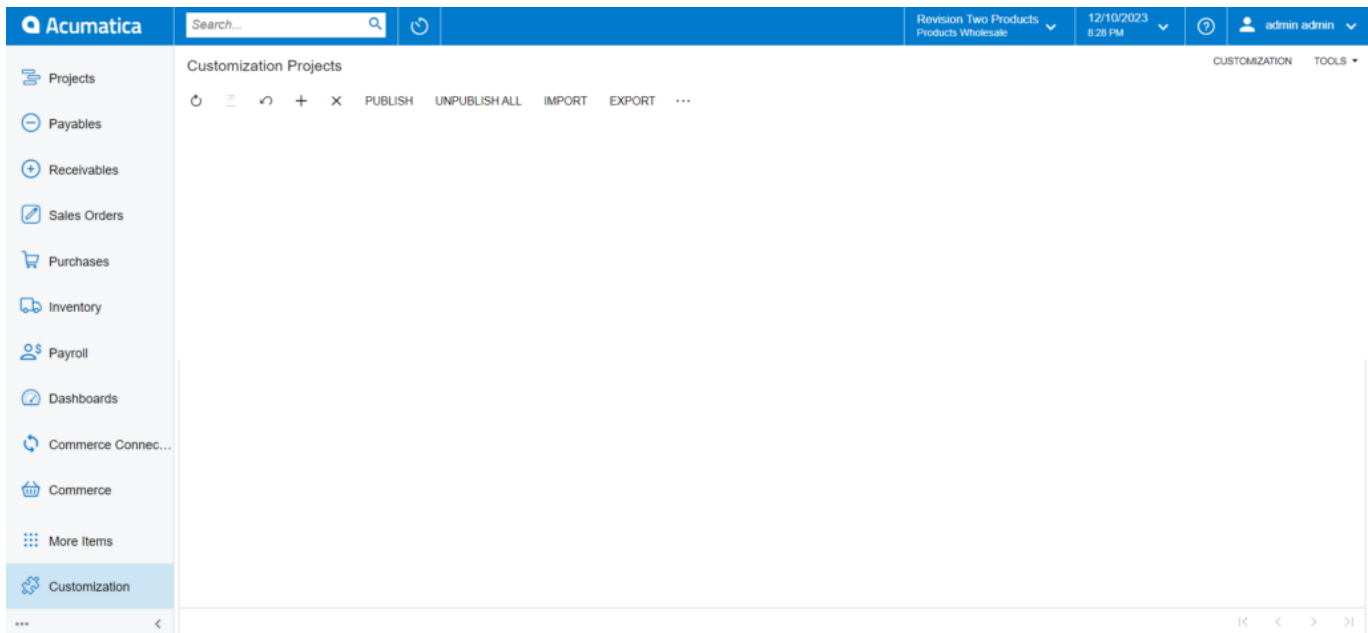 Acumatica
Search...
Revision Two Products
Products Wholesale
12/10/2023
8:28 PM
admin admin
Projects
Payables
Receivables
Sales Orders
Purchases
Inventory
Payroll
Dashboards
Commerce Connec...
Commerce
More Items
Customization
Customization Projects
CUSTOMIZATION TOOLS
PUBLISH UNPUBLISH ALL IMPORT EXPORT ...